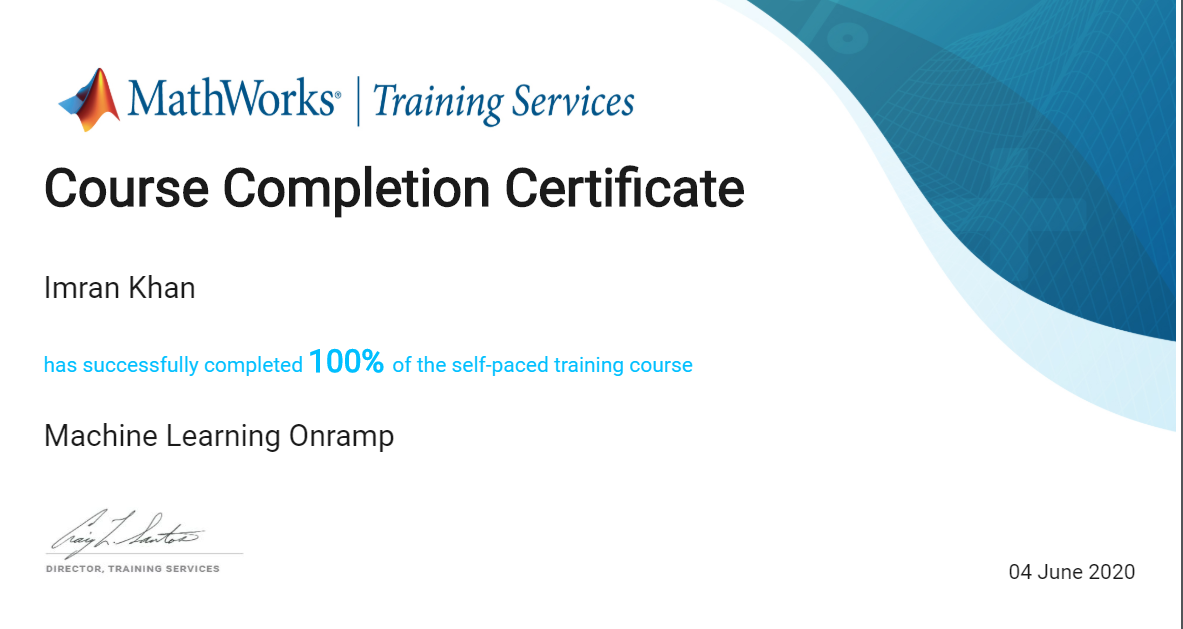 MathWorks® | Training Services
Course Completion Certificate
Imran Khan
has successfully completed 100% of the self-paced training course
Machine Learning Onramp
Craig L. Santos
DIRECTOR, TRAINING SERVICES
04 June 2020